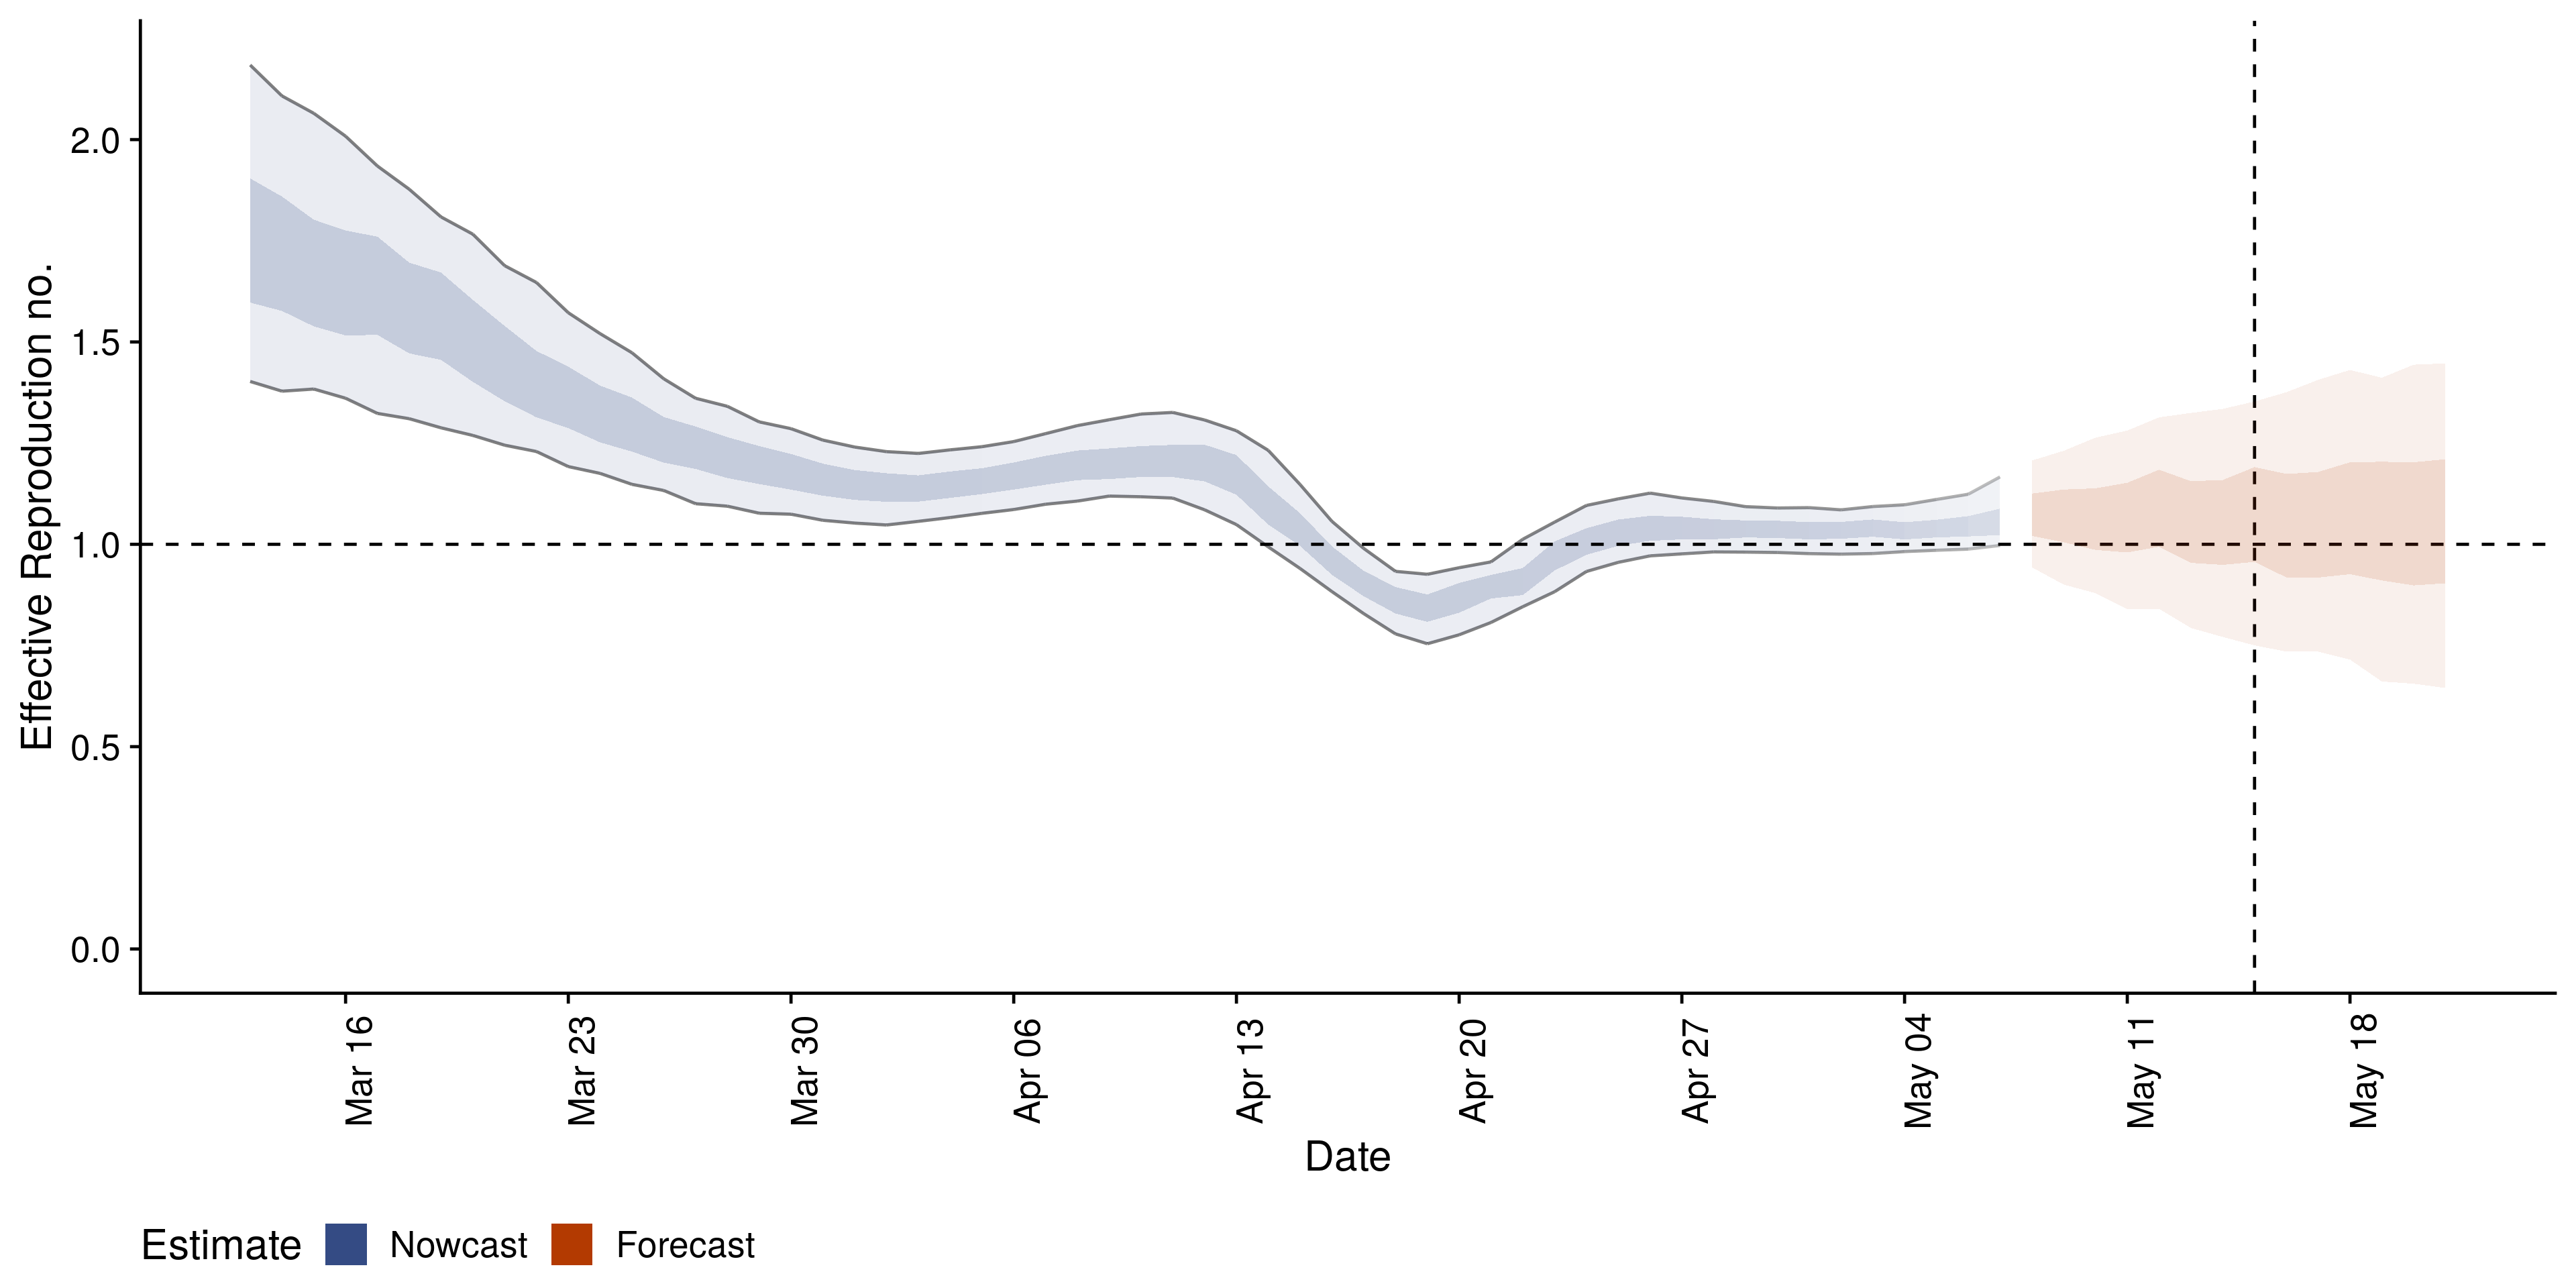 Effective Reproduction no.
2.0
1.5
1.0
0.5
0.0
Mar 16
Mar 23
Mar 30
Apr 06
Apr 13
Apr 20
Apr 27
May 04
May 11
May 18
Date
Estimate Nowcast Forecast